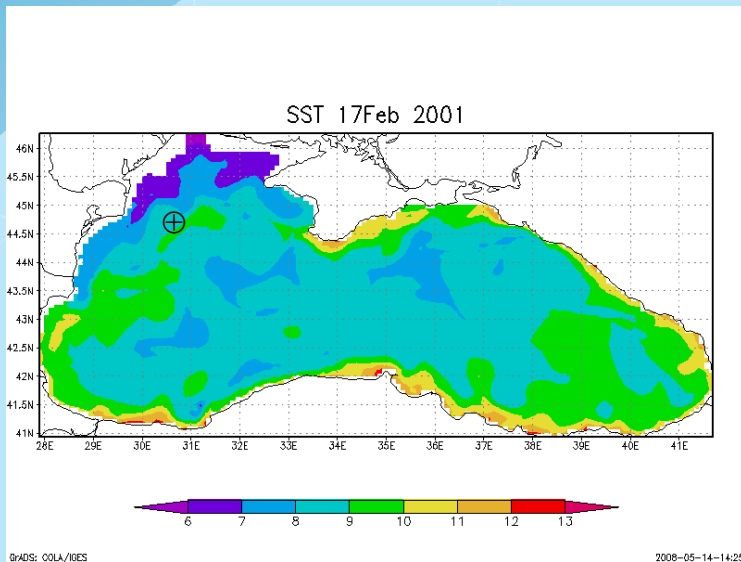 SST 17Feb 2001
46N
45.5N
45N
44.5N
44N
43.5N
43N
42.5N
42N
41.5N
41N
28E 29E 30E 31E 32E 33E 34E 35E 36E 37E 38E 39E 40E 41E
6 7 8 9 10 11 12 13
GrADS: COLA/IGES 2008-05-14-14:25